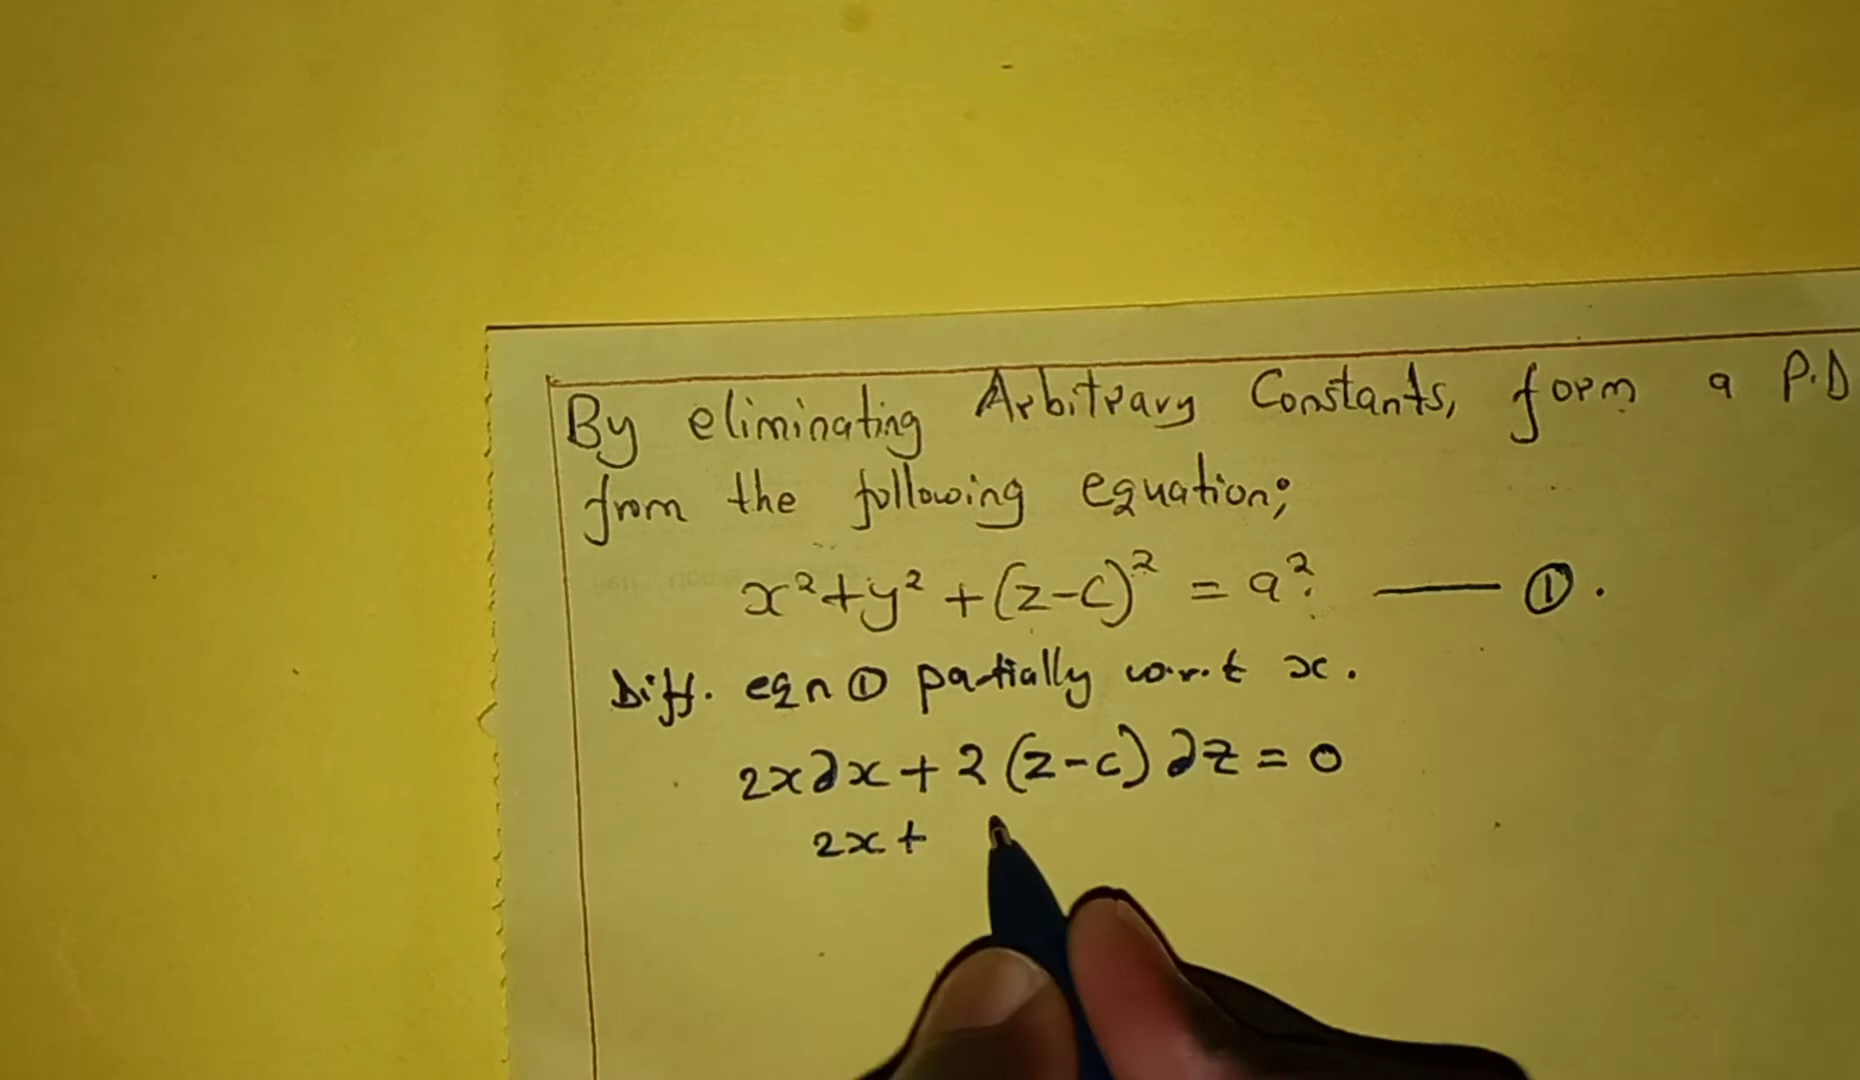 By eliminating Arbitrary Constants, form a P.D
from the following equation;
x²+y²+(z-c)² = a². —— ①.
Diff. eqn ① partially w.r.t x.
2x∂x+2(z-c)∂z=0
2x+